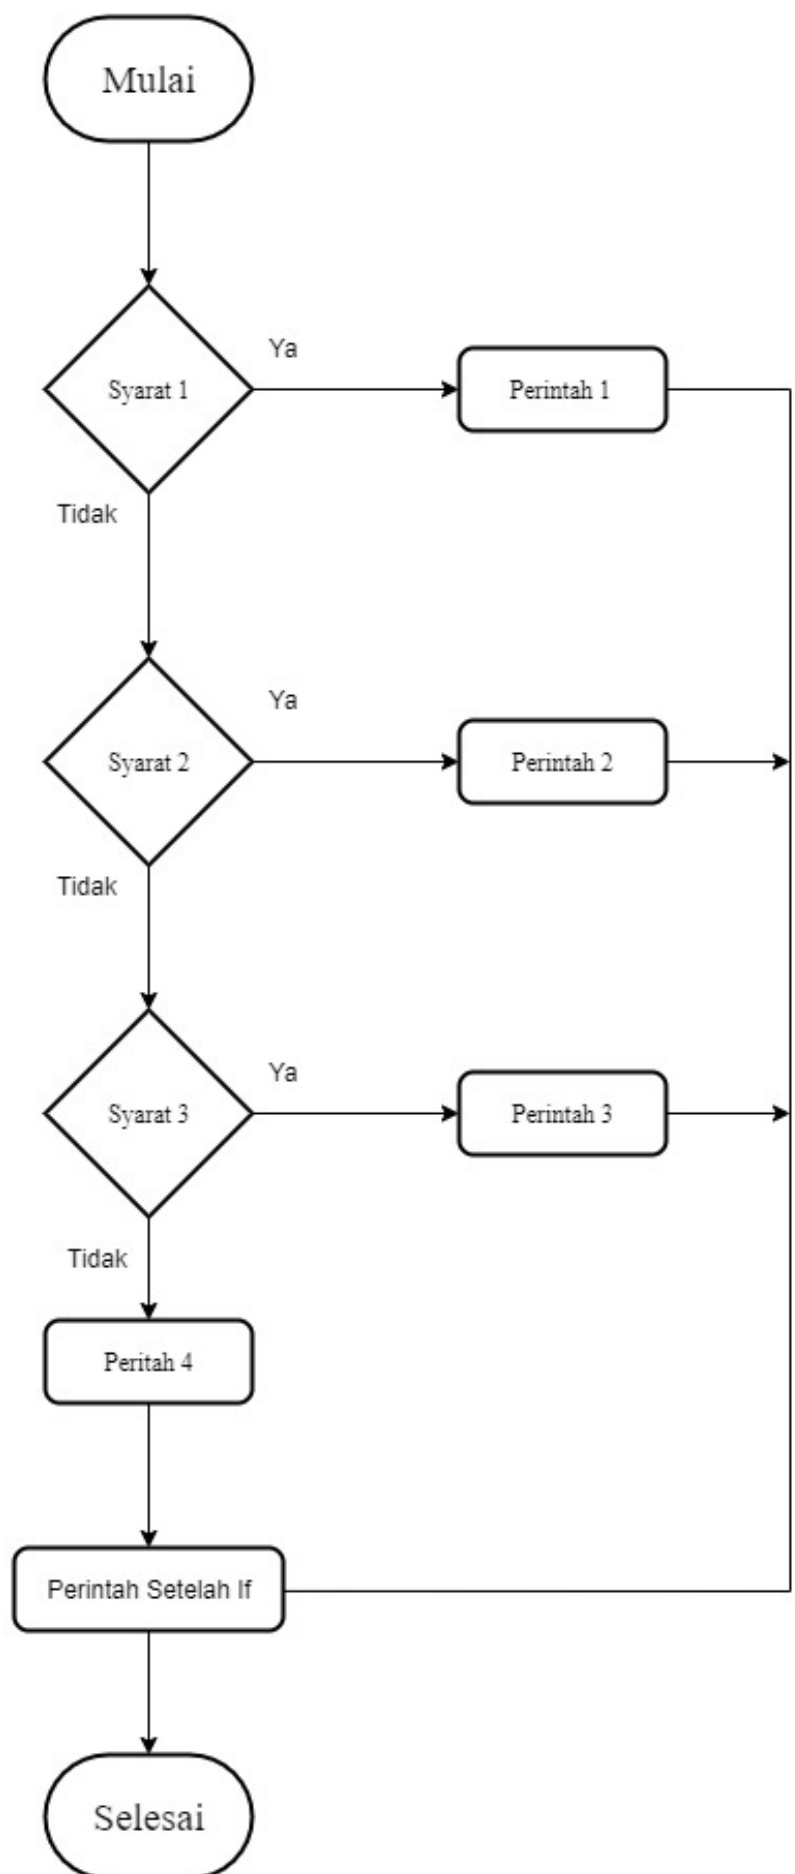 Mulai
Ya
Syarat 1
Perintah 1
Tidak
Ya
Syarat 2
Perintah 2
Tidak
Ya
Syarat 3
Perintah 3
Tidak
Peritah 4
Perintah Setelah If
Selesai